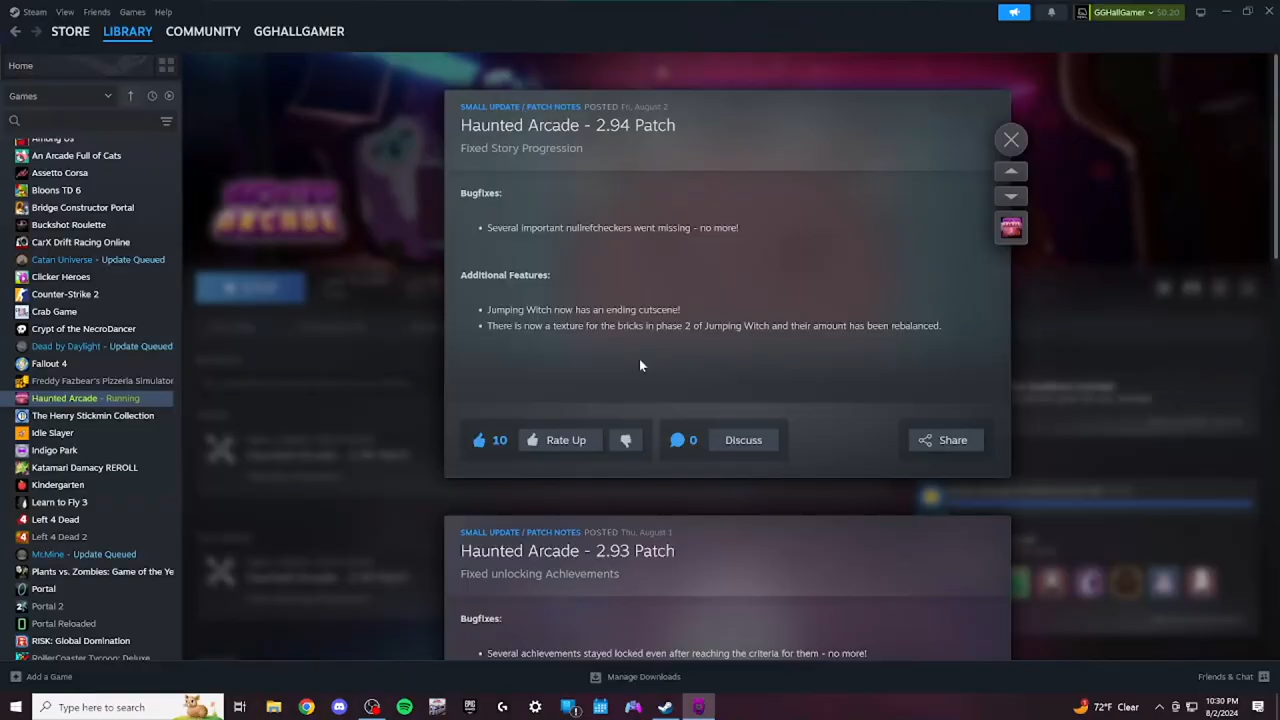 Steam View Friends Games Help
GGHallGamer $0.20
STORE LIBRARY COMMUNITY GGHALLGAMER
Home
Games
Among Us
An Arcade Full of Cats
Assetto Corsa
Bloons TD 6
Bridge Constructor Portal
Buckshot Roulette
CarX Drift Racing Online
Catan Universe - Update Queued
Clicker Heroes
Counter-Strike 2
Crab Game
Crypt of the NecroDancer
Dead by Daylight - Update Queued
Fallout 4
Freddy Fazbear's Pizzeria Simulator
Haunted Arcade - Running
The Henry Stickmin Collection
Idle Slayer
Indigo Park
Katamari Damacy REROLL
Kindergarten
Learn to Fly 3
Left 4 Dead
Left 4 Dead 2
Mr.Mine - Update Queued
Plants vs. Zombies: Game of the Ye
Portal
Portal 2
Portal Reloaded
RISK: Global Domination
RollerCoaster Tycoon: Deluxe
SMALL UPDATE / PATCH NOTES POSTED Fri, August 2
Haunted Arcade - 2.94 Patch
Fixed Story Progression
Bugfixes:
• Several important nullrefcheckers went missing - no more!
Additional Features:
• Jumping Witch now has an ending cutscene!
• There is now a texture for the bricks in phase 2 of Jumping Witch and their amount has been rebalanced.
10 Rate Up 0 Discuss Share
SMALL UPDATE / PATCH NOTES POSTED Thu, August 1
Haunted Arcade - 2.93 Patch
Fixed unlocking Achievements
Bugfixes:
• Several achievements stayed locked even after reaching the criteria for them - no more!
Add a Game Manage Downloads Friends & Chat
Type here to search
72°F Clear
10:30 PM
8/2/2024